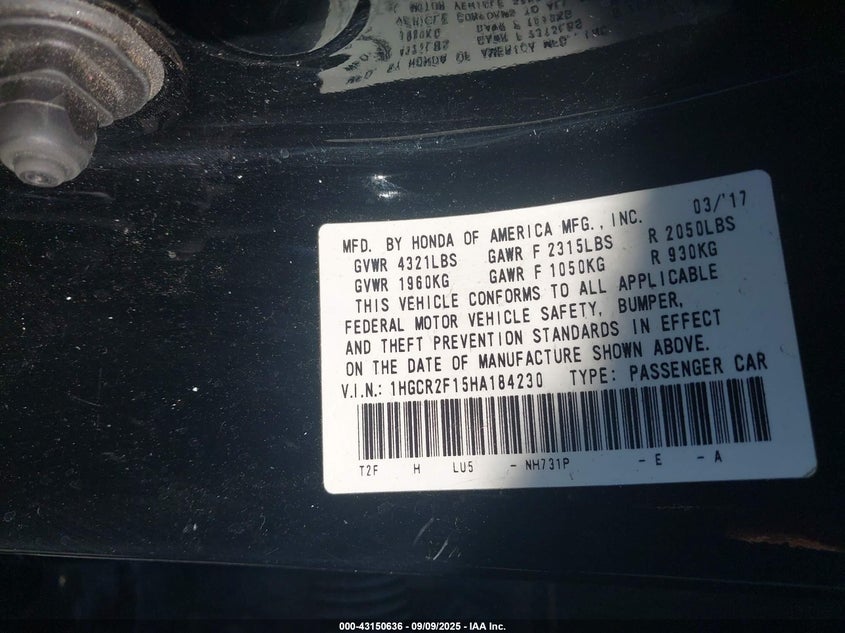 MFD. BY HONDA OF AMERICA MFG., INC. 03/'17
GVWR 4321LBS GAWR F 2315LBS R 2050LBS
GVWR 1960KG GAWR F 1050KG R 930KG
THIS VEHICLE CONFORMS TO ALL APPLICABLE
FEDERAL MOTOR VEHICLE SAFETY, BUMPER,
AND THEFT PREVENTION STANDARDS IN EFFECT
ON THE DATE OF MANUFACTURE SHOWN ABOVE.
V.I.N.: 1HGCR2F15HA184230 TYPE: PASSENGER CAR
T2F H LU5 - NH731P - E - A
000-43150636 - 09/09/2025 - IAA Inc.